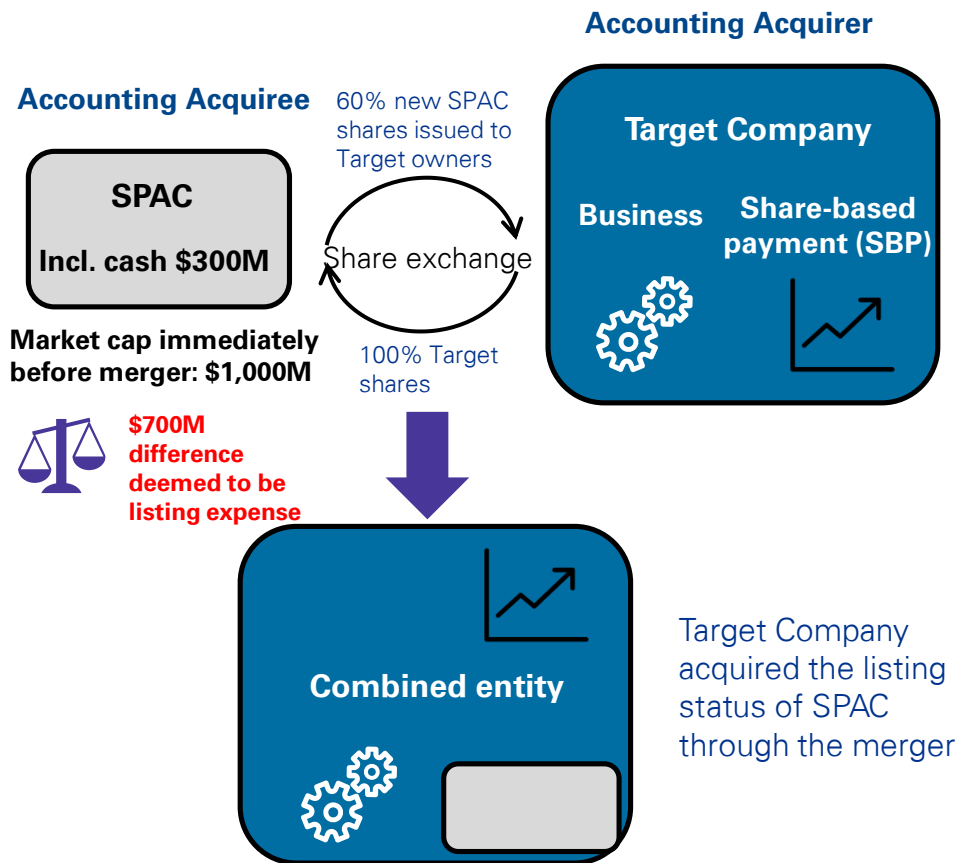 Accounting Acquirer
Accounting Acquiree
60% new SPAC
shares issued to
Target owners
Target Company
SPAC
Incl. cash $300M
Share exchange
Business
Share-based
payment (SBP)
Market cap immediately
before merger: $1,000M
100% Target
shares
$700M
difference
deemed to be
listing expense
Combined entity
Target Company
acquired the listing
status of SPAC
through the merger